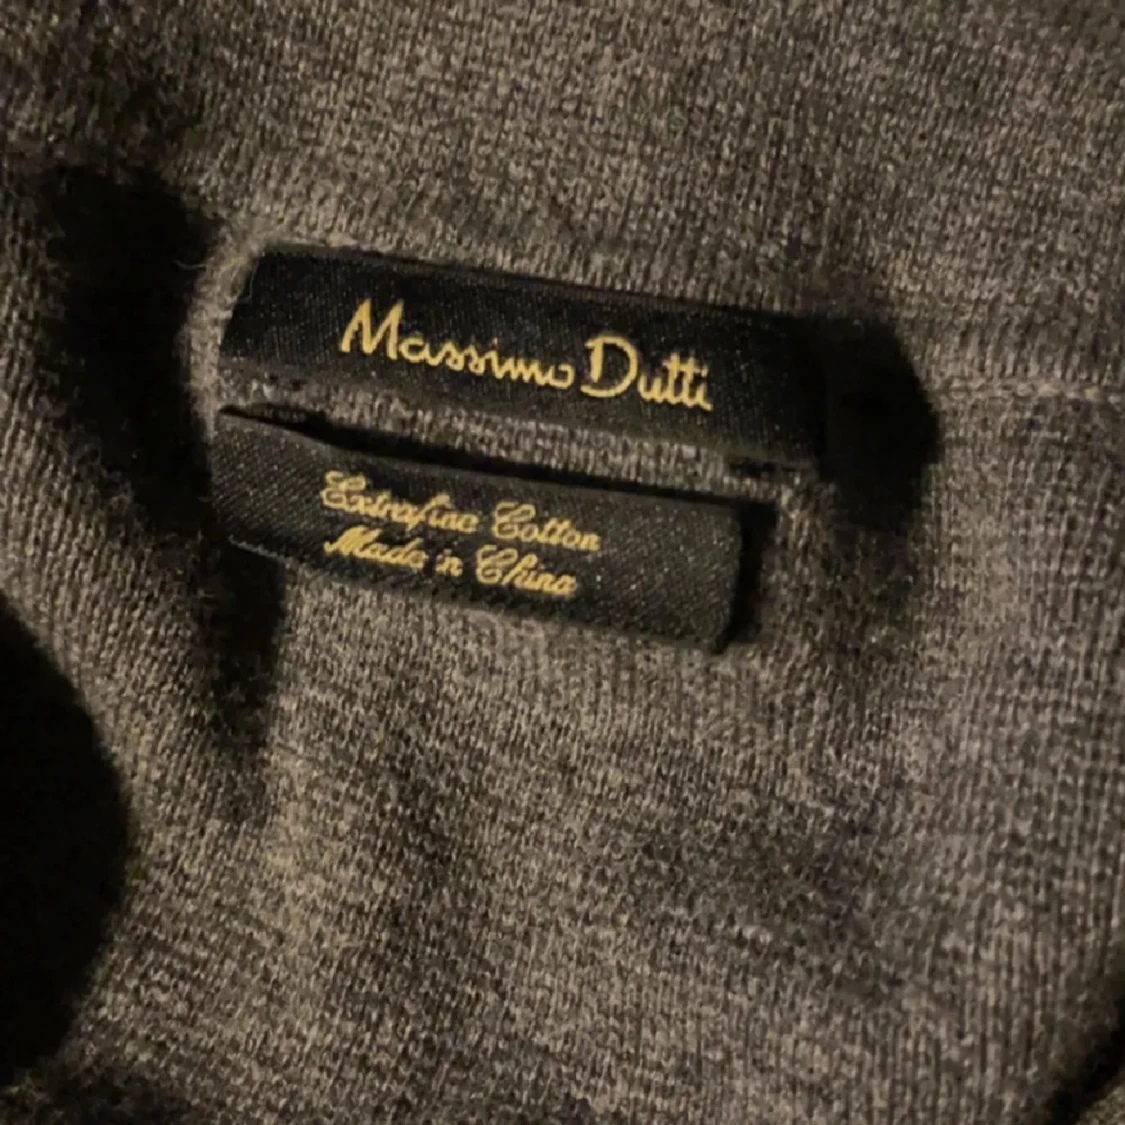 Massimo Dutti
Extrafine Cotton
Made in China